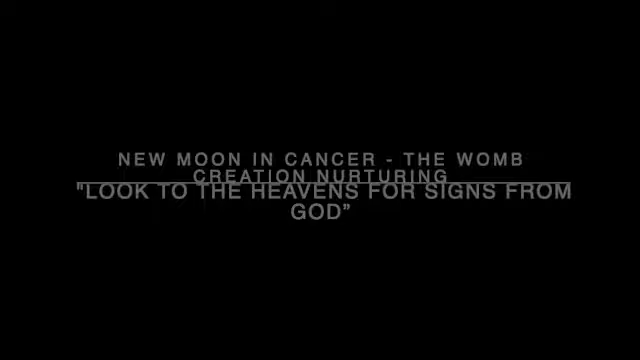 NEW MOON IN CANCER - THE WOMB
CREATION NURTURING
"LOOK TO THE HEAVENS FOR SIGNS FROM
GOD”